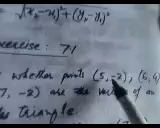 √(x₂-x₁)²+(y₂-y₁)²
Exercise: 7.1
whether points (5,-2), (6,4)
7, -2) are the vertices of an
triangle